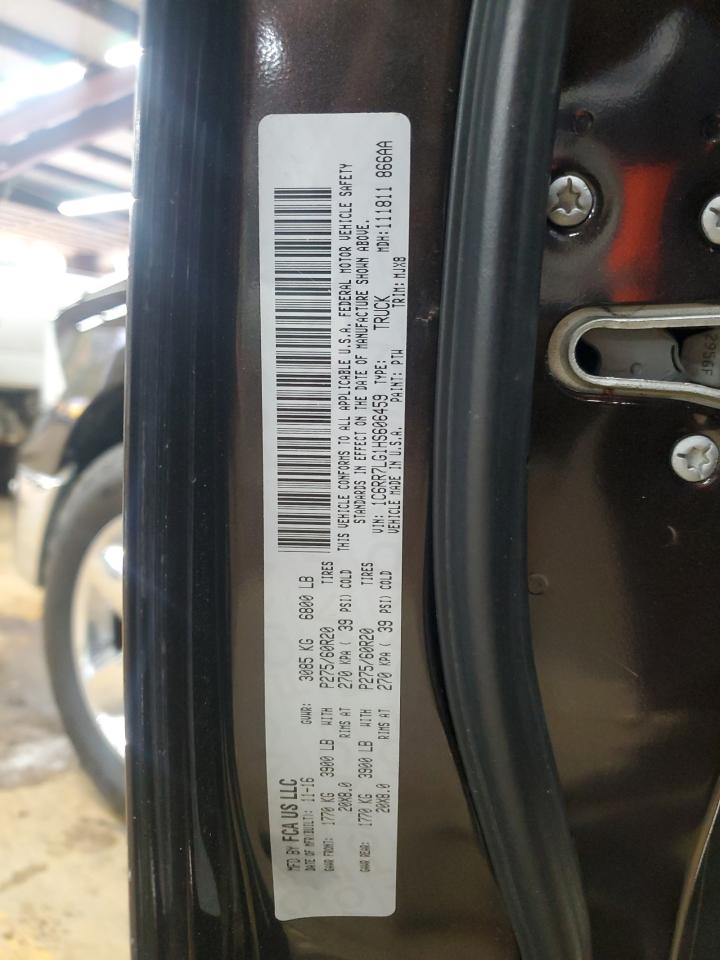 MFD BY FCA US LLC
DATE OF MFR(BUILT): 11-16 GVWR: 3085 KG 6800 LB
GAWR FRONT: 1770 KG 3900 LB WITH P275/60R20 TIRES
20X8.0 RIMS AT 270 KPA ( 39 PSI) COLD
GAWR REAR: 1770 KG 3900 LB WITH P275/60R20 TIRES
20X8.0 RIMS AT 270 KPA ( 39 PSI) COLD
THIS VEHICLE CONFORMS TO ALL APPLICABLE U.S.A. FEDERAL MOTOR VEHICLE SAFETY
STANDARDS IN EFFECT ON THE DATE OF MANUFACTURE SHOWN ABOVE.
VIN: 1C6RR7LG1HS606459 TYPE: TRUCK MDH:111811 866AA
VEHICLE MADE IN U.S.A. PAINT: PTW TRIM: MJXB
2956F